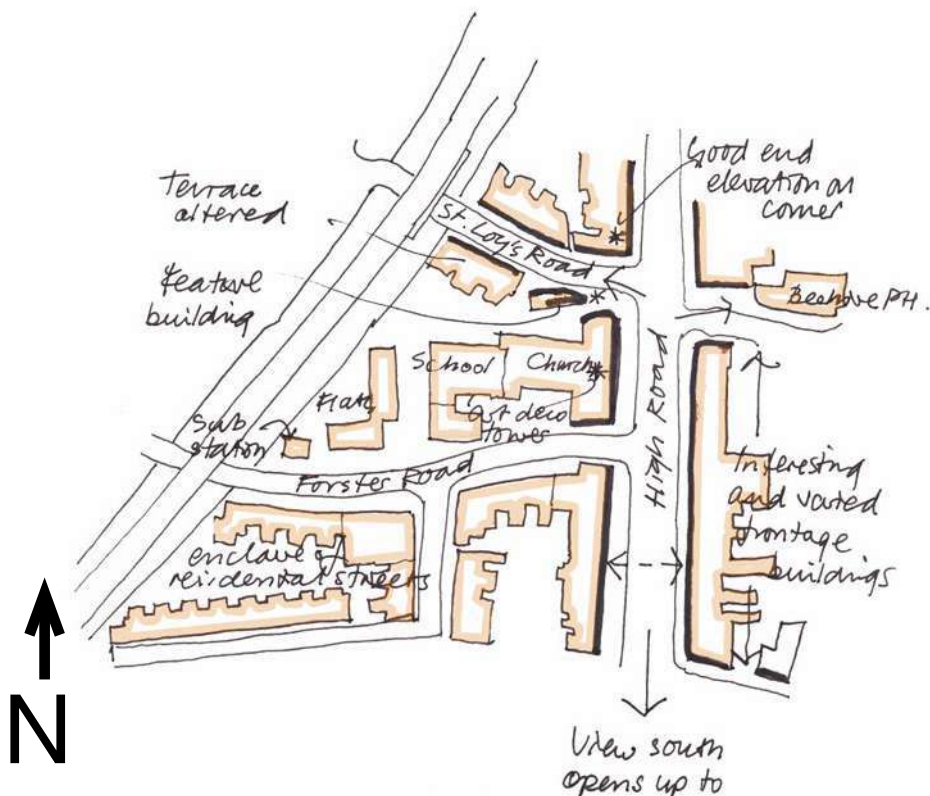 Good end
elevation on
corner
Terrace
altered
St. Loy's Road
feature
building
Beehive P.H.
School
Church
Flats
art deco
tower
Sub
station
High Road
Forster Road
Interesting
and varied
frontage
buildings
enclave of
residential streets
N
View south
opens up to